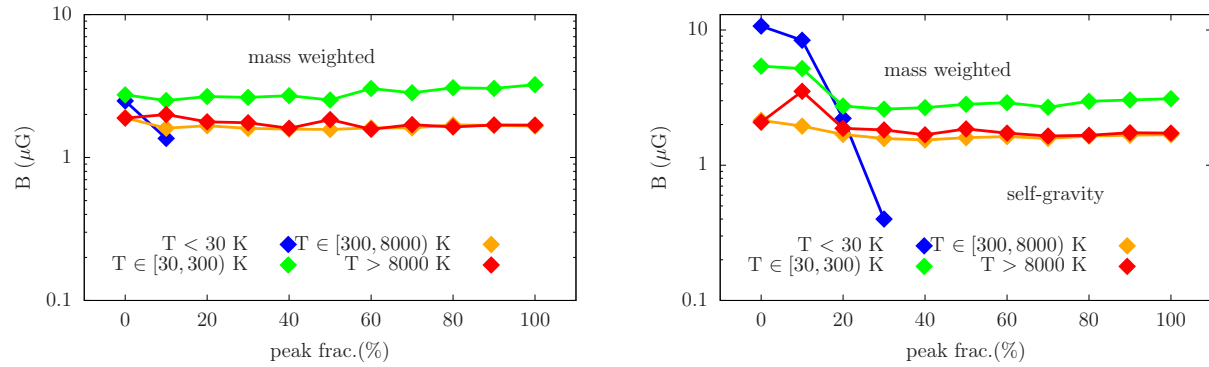 10
1
0.1
B (µG)
mass weighted
T < 30 K
T ∈ [300, 8000) K
T ∈ [30, 300) K
T > 8000 K
0 20 40 60 80 100
peak frac.(%)
10
1
0.1
B (µG)
mass weighted
self-gravity
T < 30 K
T ∈ [300, 8000) K
T ∈ [30, 300) K
T > 8000 K
0 20 40 60 80 100
peak frac.(%)